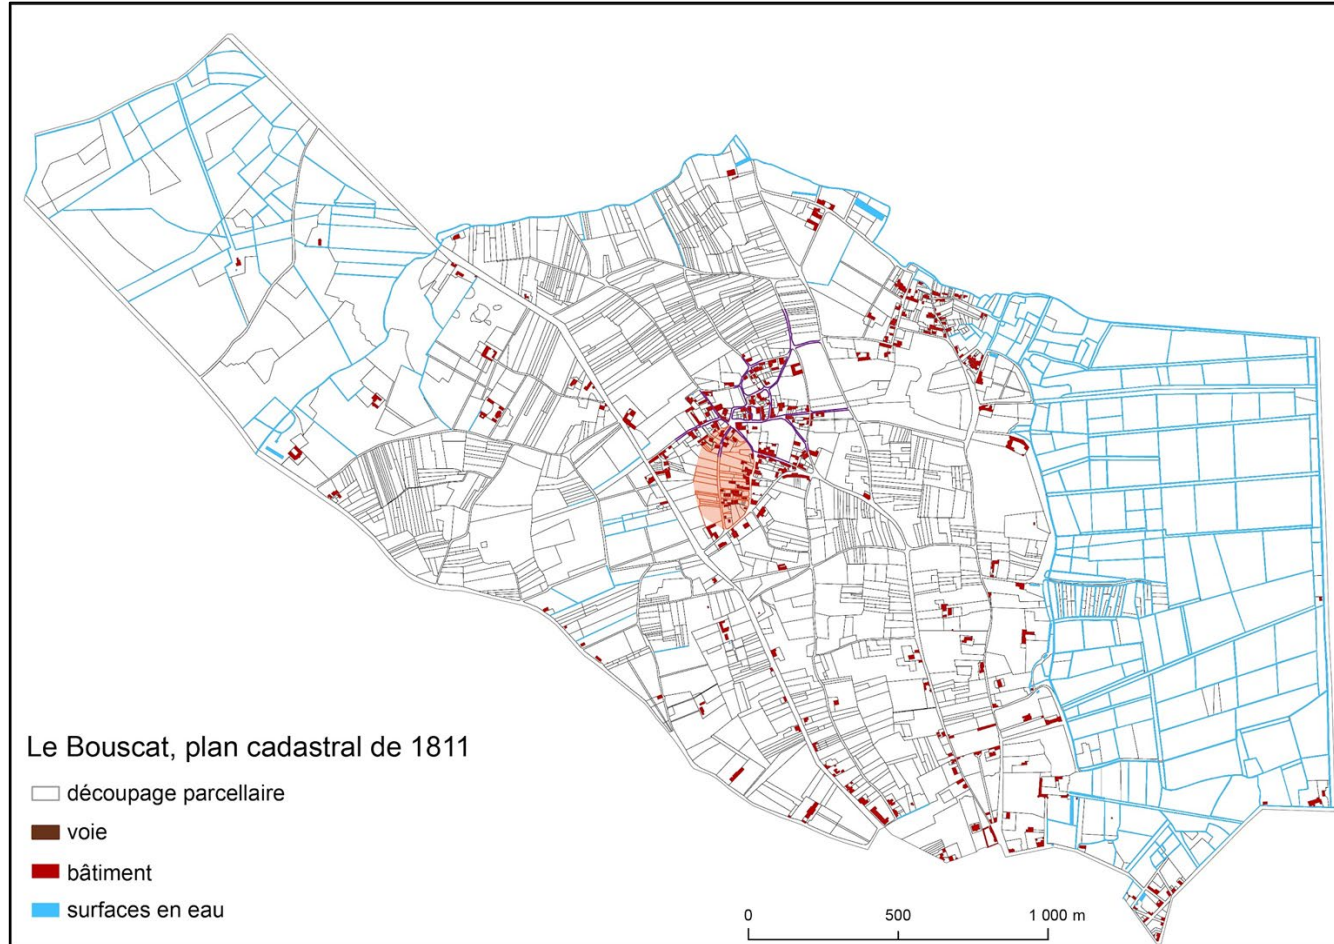 Le Bouscat, plan cadastral de 1811
découpage parcellaire
voie
bâtiment
surfaces en eau
0 500 1 000 m